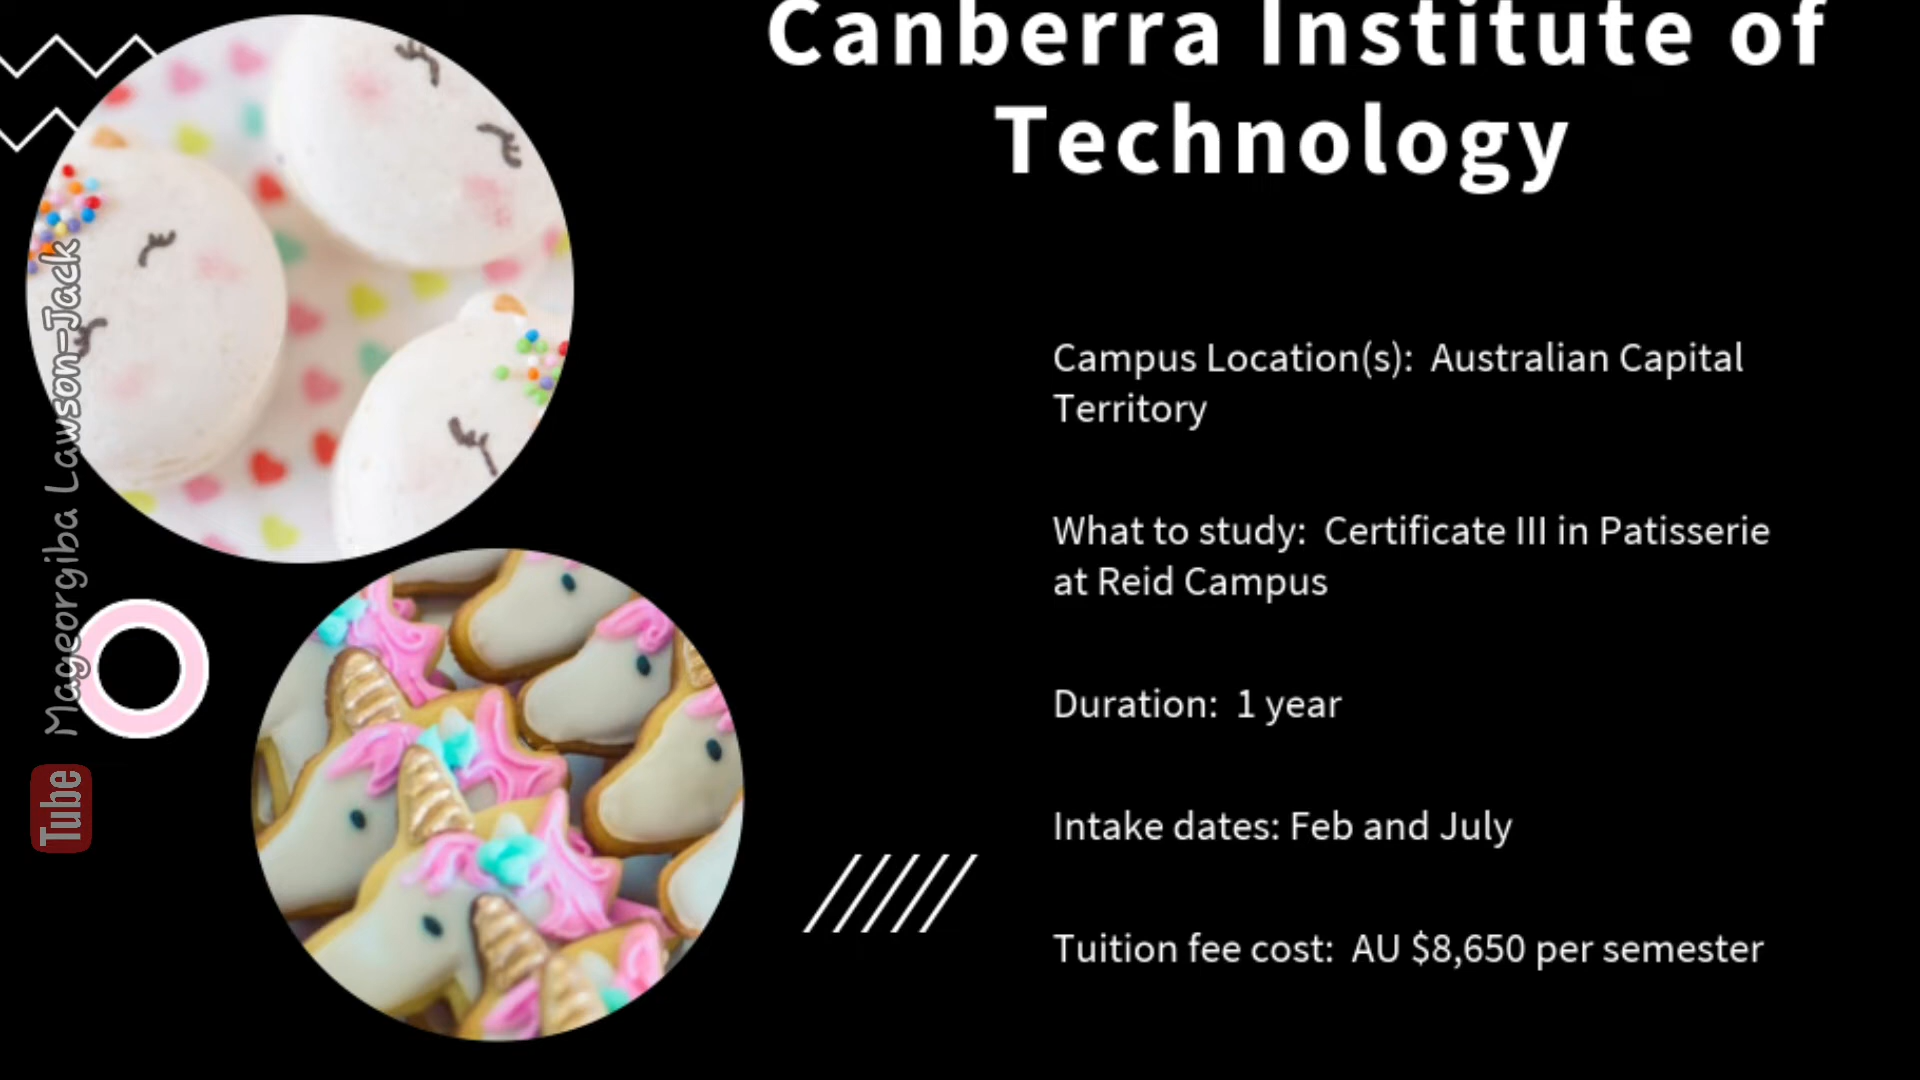 Canberra Institute of
Technology
Campus Location(s): Australian Capital
Territory
What to study: Certificate III in Patisserie
at Reid Campus
Duration: 1 year
Intake dates: Feb and July
Tuition fee cost: AU $8,650 per semester
Tube Mageorgiba Lawson-Jack